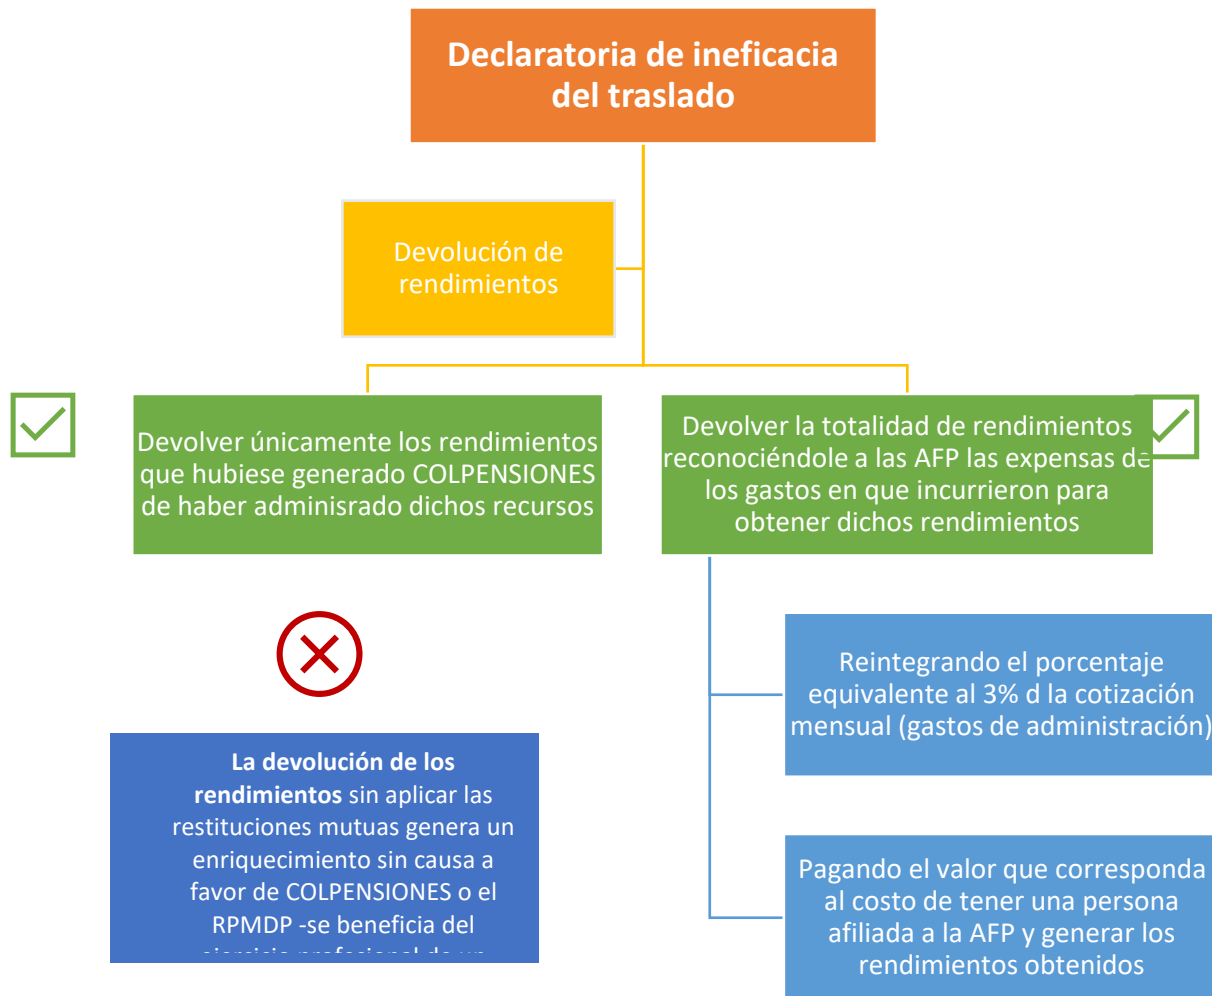 Declaratoria de ineficacia
del traslado
Devolución de
rendimientos
Devolver únicamente los rendimientos
que hubiese generado COLPENSIONES
de haber adminisrado dichos recursos
Devolver la totalidad de rendimientos
reconociéndole a las AFP las expensas de
los gastos en que incurrieron para
obtener dichos rendimientos
Reintegrando el porcentaje
equivalente al 3% d la cotización
mensual (gastos de administración)
La devolución de los
rendimientos sin aplicar las
restituciones mutuas genera un
enriquecimiento sin causa a
favor de COLPENSIONES o el
RPMDP -se beneficia del
ejercicio profesional de un
Pagando el valor que corresponda
al costo de tener una persona
afiliada a la AFP y generar los
rendimientos obtenidos